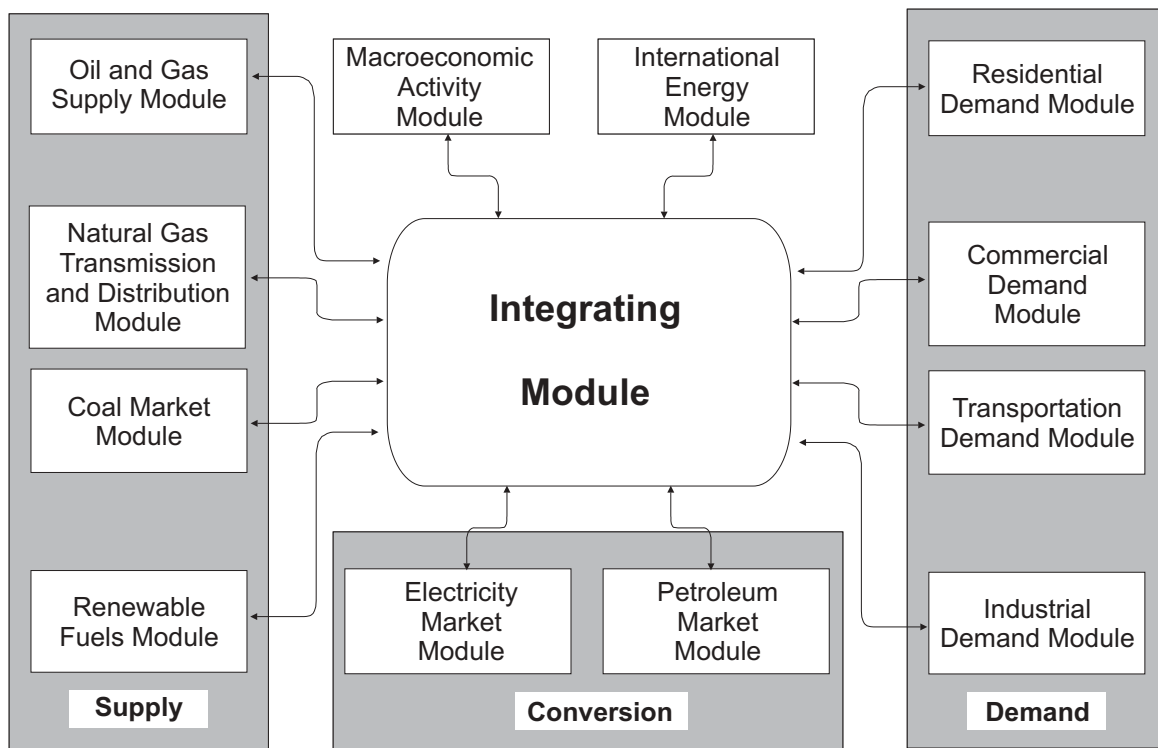 Oil and Gas
Supply Module
Natural Gas
Transmission
and Distribution
Module
Coal Market
Module
Renewable
Fuels Module
Supply
Macroeconomic
Activity
Module
International
Energy
Module
Integrating
Module
Electricity
Market
Module
Petroleum
Market
Module
Conversion
Residential
Demand Module
Commercial
Demand
Module
Transportation
Demand Module
Industrial
Demand Module
Demand